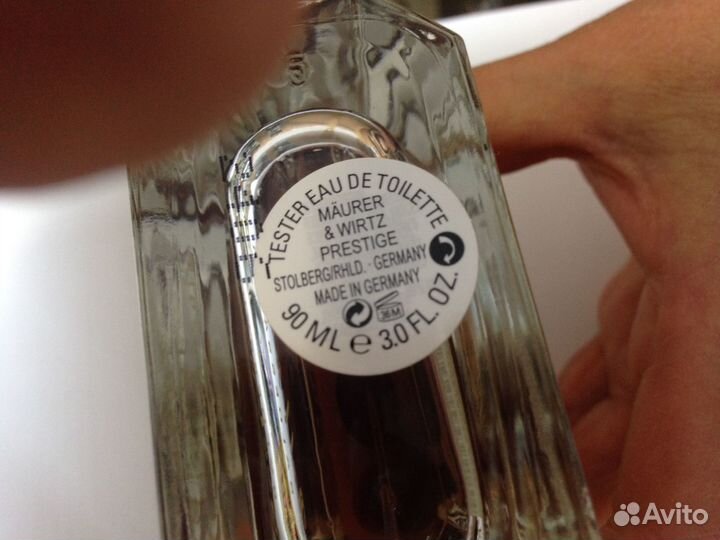 TESTER EAU DE TOILETTE
MÄURER
& WIRTZ
PRESTIGE
STOLBERG/RHLD. · GERMANY
MADE IN GERMANY
36M
90 ML e 3.0 FL. OZ.
Avito